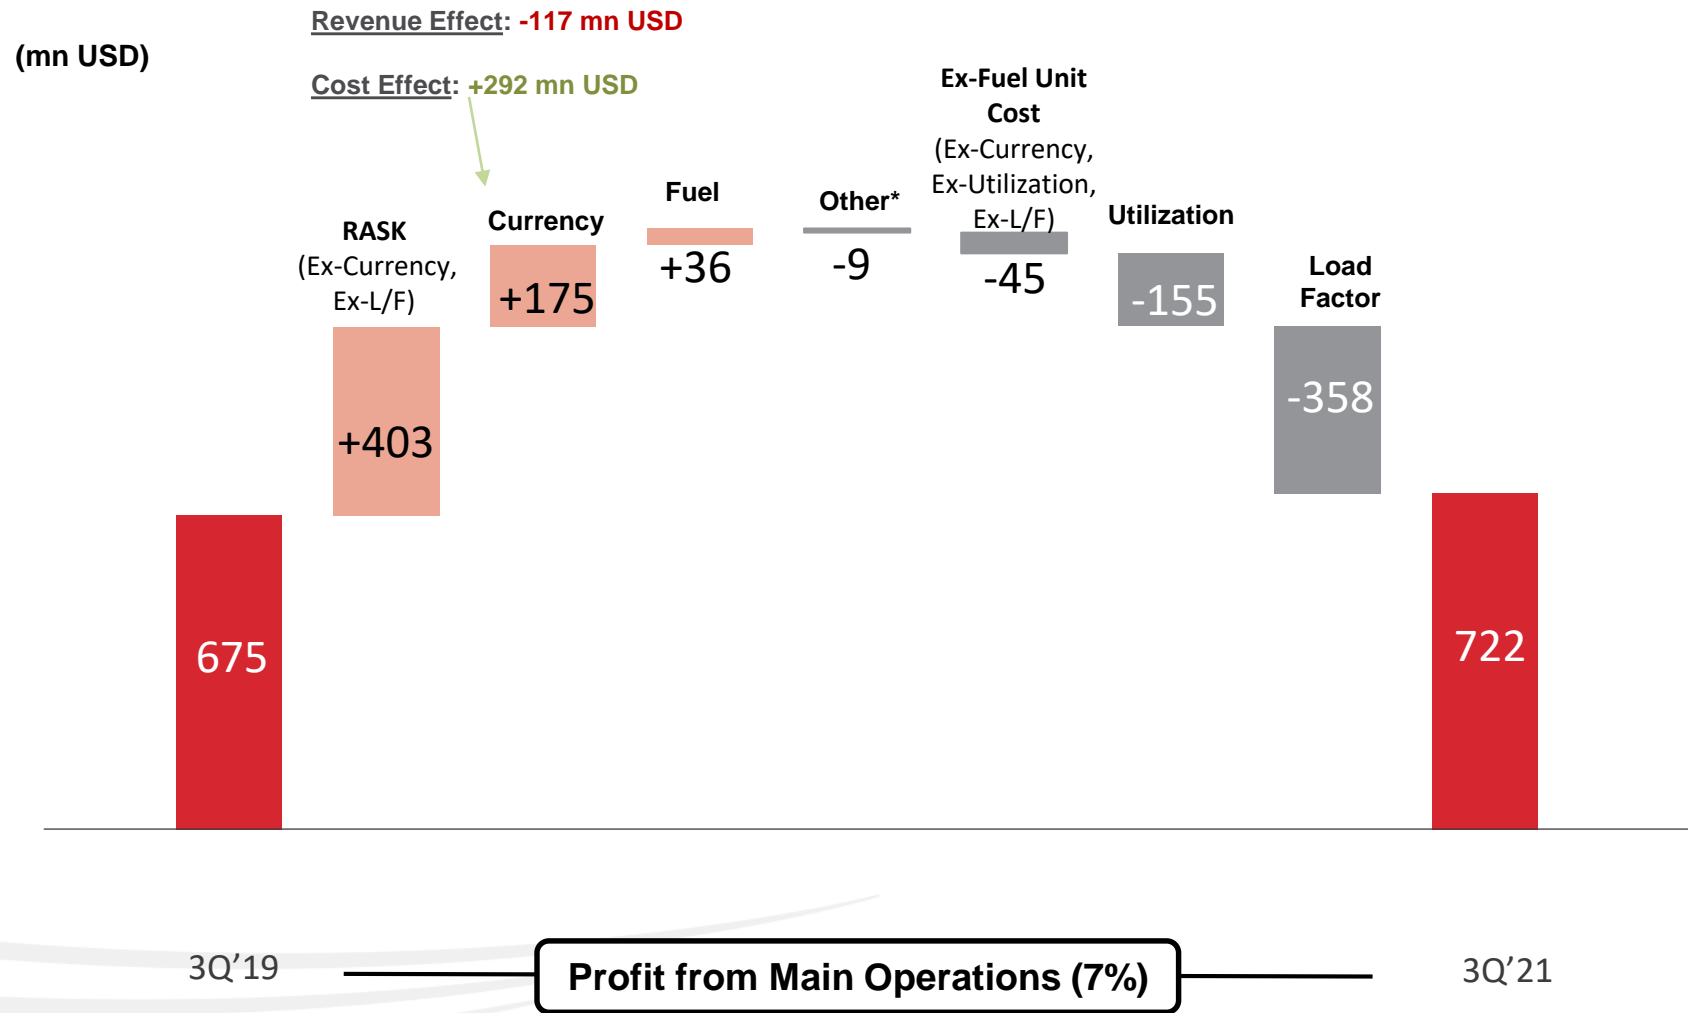 Revenue Effect: -117 mn USD
(mn USD)
Cost Effect: +292 mn USD
RASK
(Ex-Currency,
Ex-L/F)
+403
Currency
+175
Fuel
+36
Other*
-9
Ex-Fuel Unit
Cost
(Ex-Currency,
Ex-Utilization,
Ex-L/F)
-45
Utilization
-155
Load
Factor
-358
675
722
3Q’19
Profit from Main Operations (7%)
3Q’21